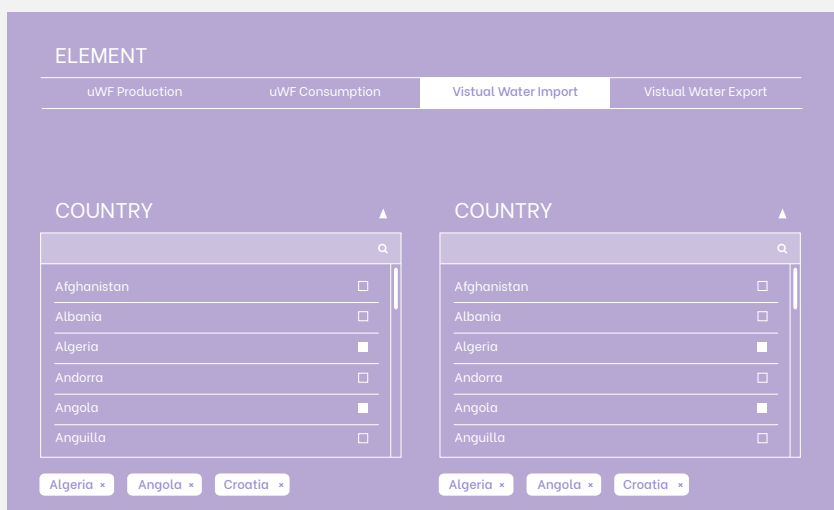 ELEMENT
uWF Production uWF Consumption Vistual Water Import Vistual Water Export
COUNTRY
Afghanistan
Albania
Algeria
Andorra
Angola
Anguilla
Algeria × Angola × Croatia ×
COUNTRY
Afghanistan
Albania
Algeria
Andorra
Angola
Anguilla
Algeria × Angola × Croatia ×